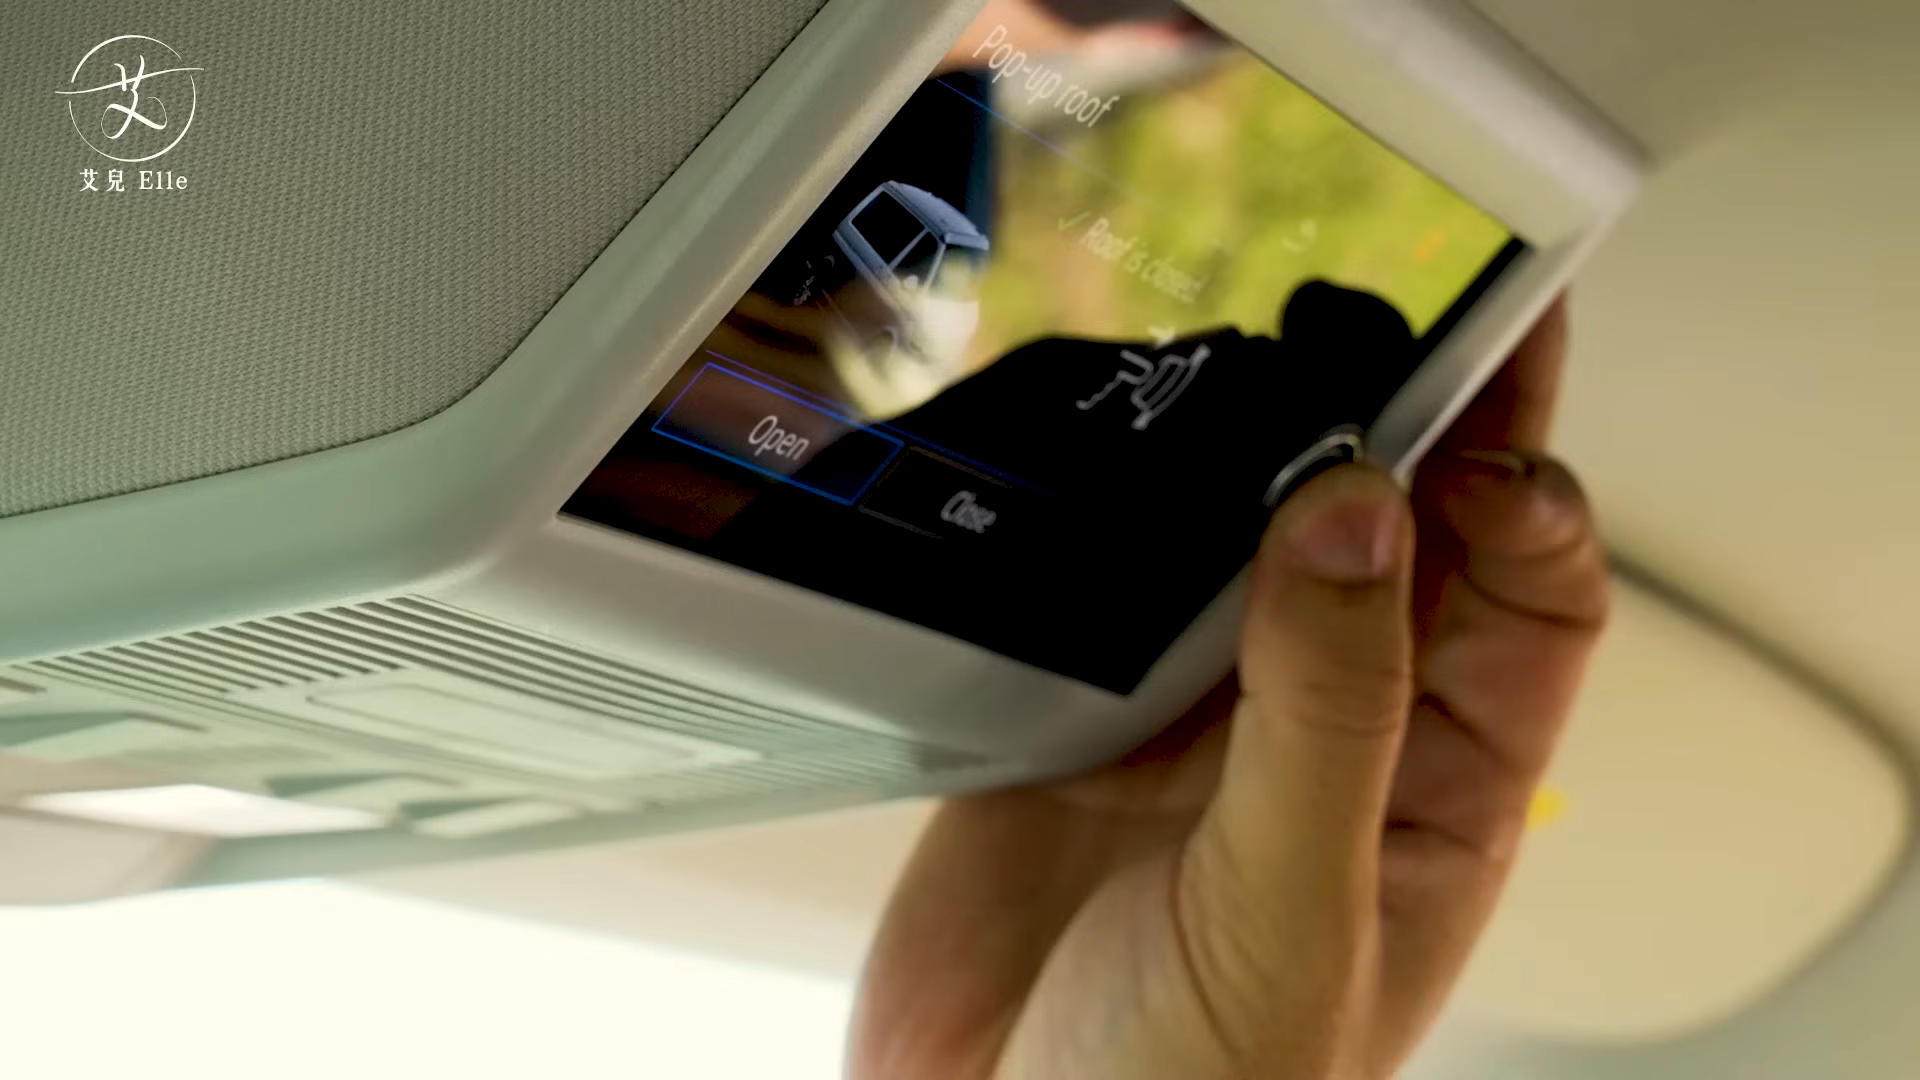 艾
艾兒 Elle
Pop-up roof
Roof is closed
Open
Close